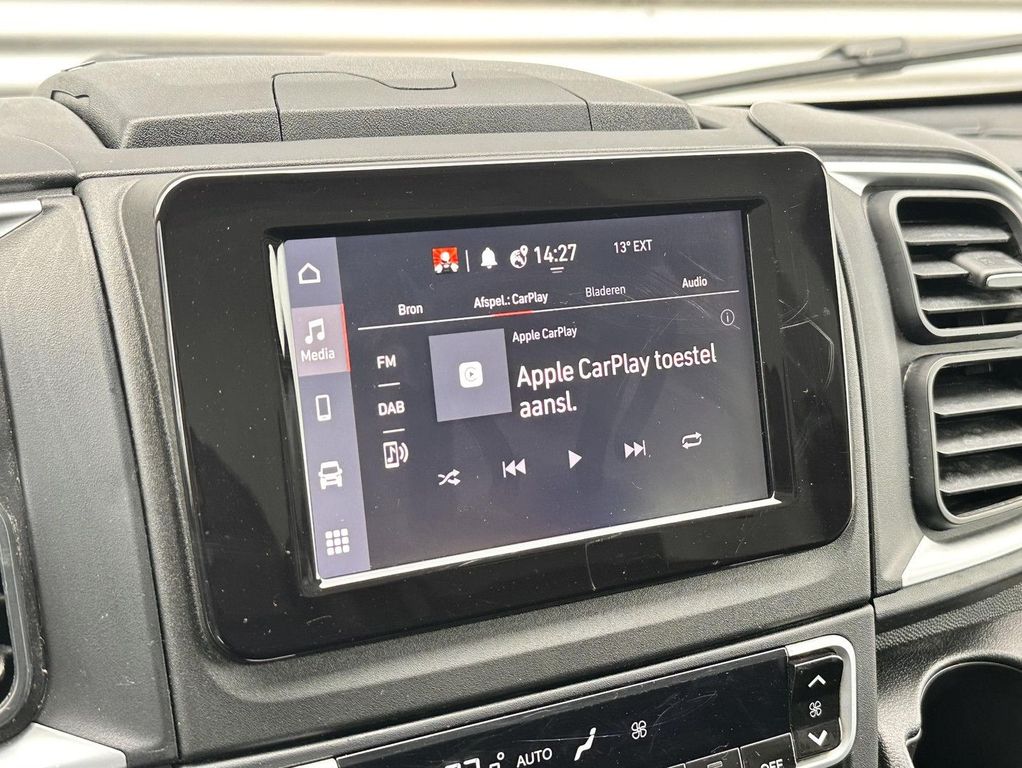 14:27
13° EXT
Bron
Afspel.: CarPlay
Bladeren
Audio
Media
Apple CarPlay
FM
DAB
Apple CarPlay toestel
aansl.
AUTO
OFF